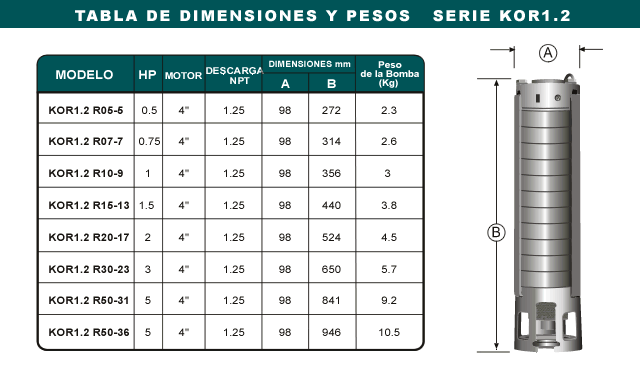 TABLA DE DIMENSIONES Y PESOS SERIE KOR1.2
MODELO HP MOTOR DESCARGA NPT DIMENSIONES mm A B Peso de la Bomba (Kg)
KOR1.2 R05-5 0.5 4" 1.25 98 272 2.3
KOR1.2 R07-7 0.75 4" 1.25 98 314 2.6
KOR1.2 R10-9 1 4" 1.25 98 356 3
KOR1.2 R15-13 1.5 4" 1.25 98 440 3.8
KOR1.2 R20-17 2 4" 1.25 98 524 4.5
KOR1.2 R30-23 3 4" 1.25 98 650 5.7
KOR1.2 R50-31 5 4" 1.25 98 841 9.2
KOR1.2 R50-36 5 4" 1.25 98 946 10.5
A
B